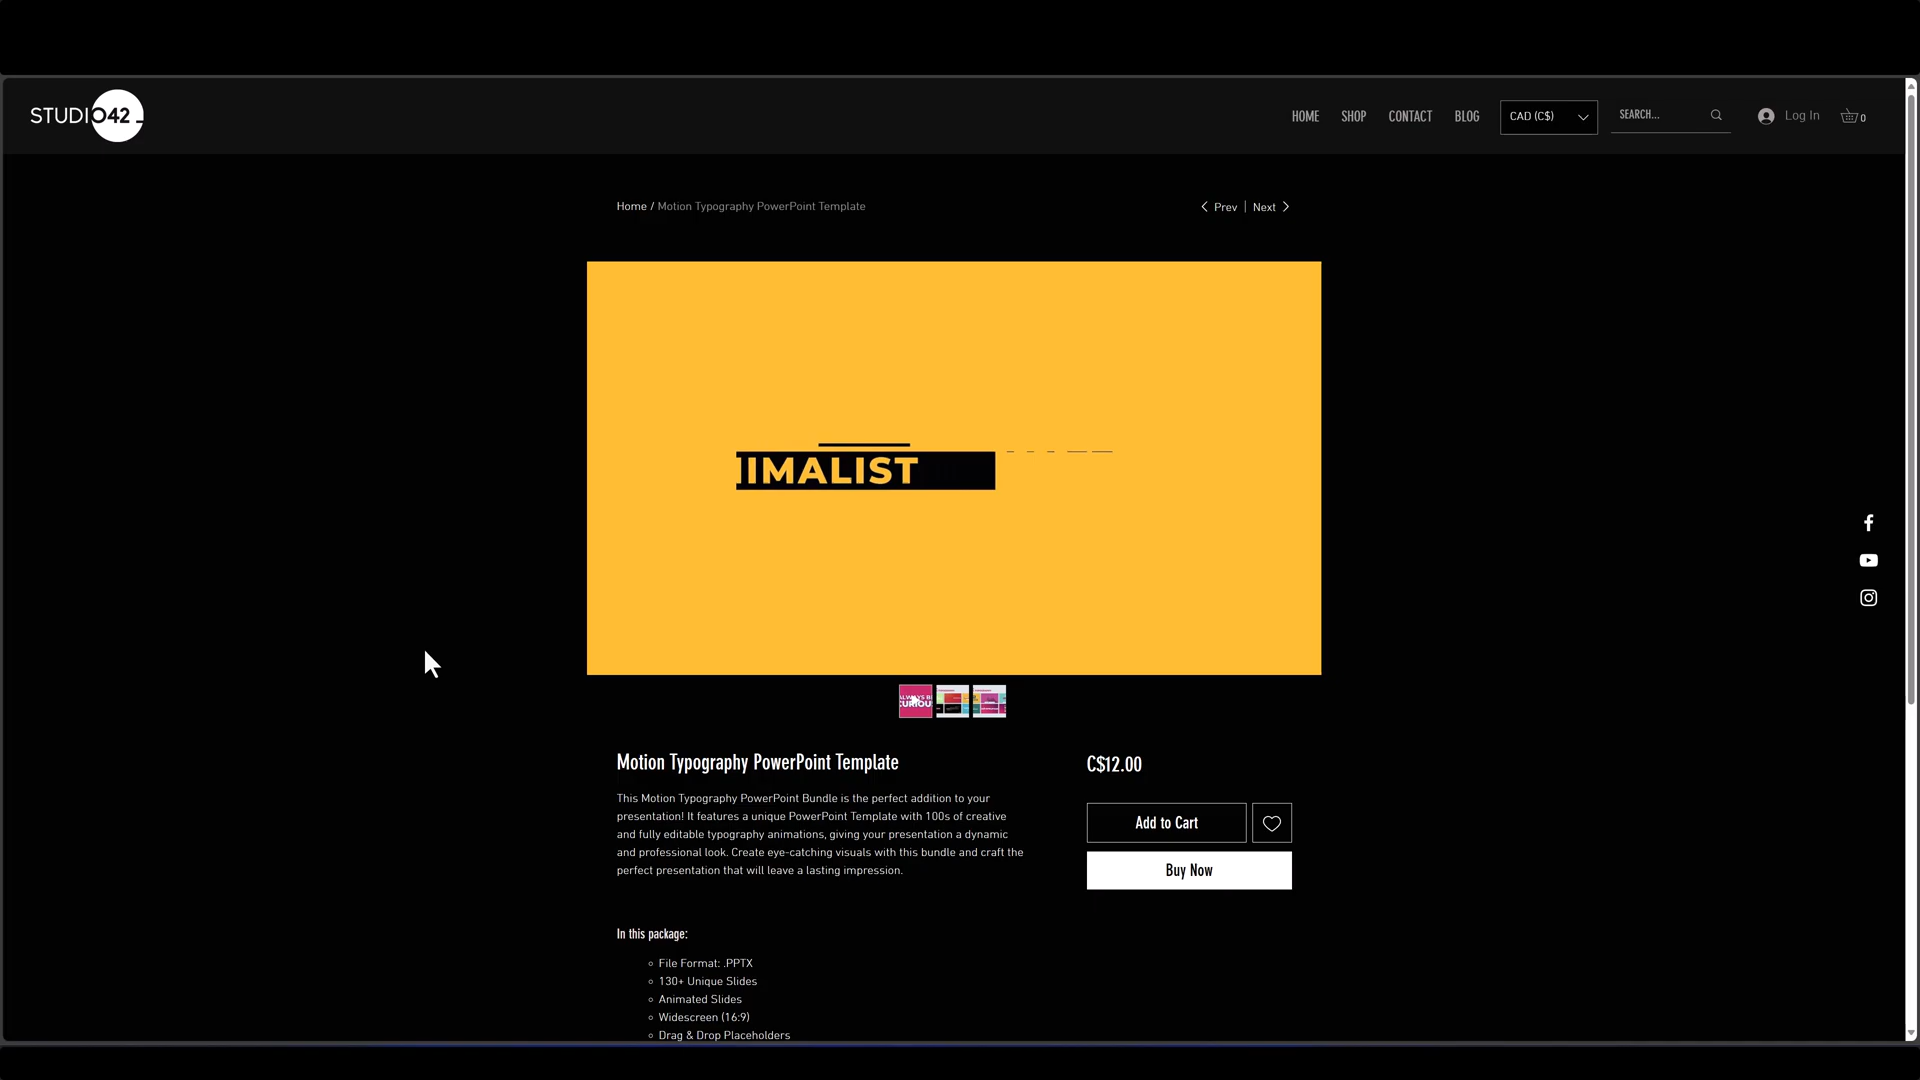 STUDIO42_
HOME SHOP CONTACT BLOG CAD (C$) SEARCH... Log In 0
Home / Motion Typography PowerPoint Template
Prev | Next
IMALIST
ALWAYS BE
CURIOUS
Motion Typography PowerPoint Template
C$12.00
This Motion Typography PowerPoint Bundle is the perfect addition to your
presentation! It features a unique PowerPoint Template with 100s of creative
and fully editable typography animations, giving your presentation a dynamic
and professional look. Create eye-catching visuals with this bundle and craft the
perfect presentation that will leave a lasting impression.
Add to Cart
Buy Now
In this package:
File Format: .PPTX
130+ Unique Slides
Animated Slides
Widescreen (16:9)
Drag & Drop Placeholders